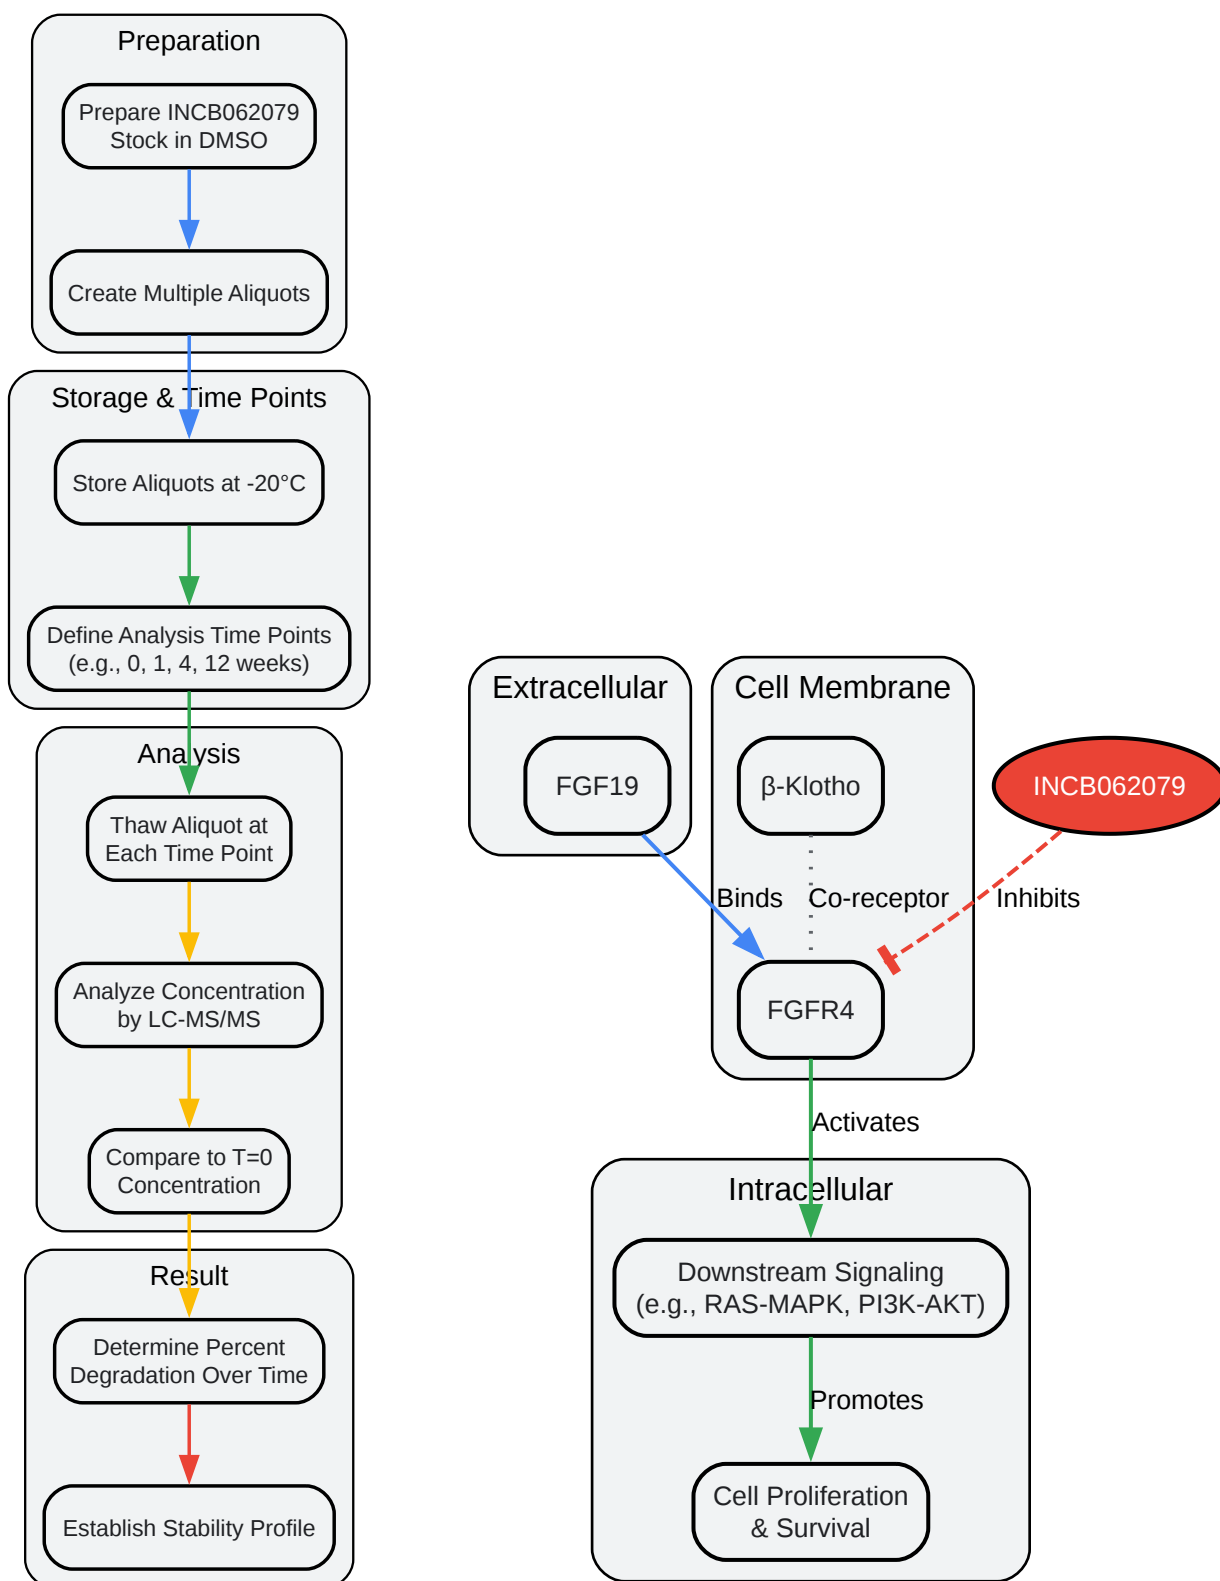 Preparation
Prepare INCB062079
Stock in DMSO
Create Multiple Aliquots
Storage & Time Points
Store Aliquots at -20°C
Define Analysis Time Points
(e.g., 0, 1, 4, 12 weeks)
Analysis
Thaw Aliquot at
Each Time Point
Analyze Concentration
by LC-MS/MS
Compare to T=0
Concentration
Result
Determine Percent
Degradation Over Time
Establish Stability Profile
Extracellular
FGF19
Cell Membrane
β-Klotho
INCB062079
Binds
Co-receptor
Inhibits
FGFR4
Activates
Intracellular
Downstream Signaling
(e.g., RAS-MAPK, PI3K-AKT)
Promotes
Cell Proliferation
& Survival